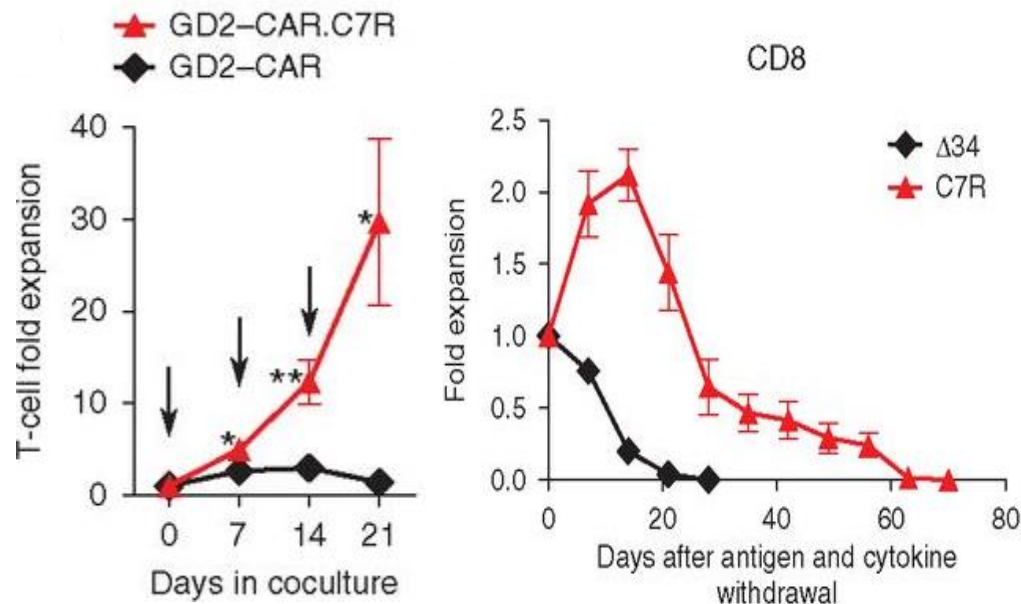 GD2–CAR.C7R
GD2–CAR
T-cell fold expansion
40
30
20
10
0
*
**
*
0 7 14 21
Days in coculture
CD8
Δ34
C7R
Fold expansion
2.5
2.0
1.5
1.0
0.5
0.0
0 20 40 60 80
Days after antigen and cytokine
withdrawal